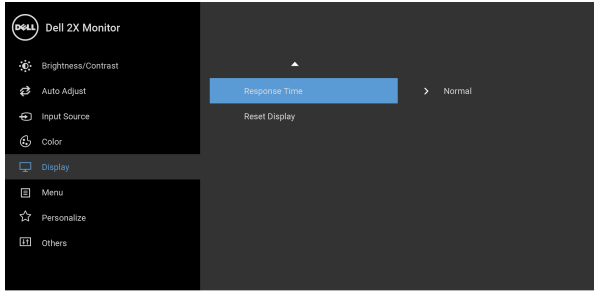 DELL Dell 2X Monitor
Brightness/Contrast
Auto Adjust
Response Time Normal
Input Source
Reset Display
Color
Display
Menu
Personalize
Others